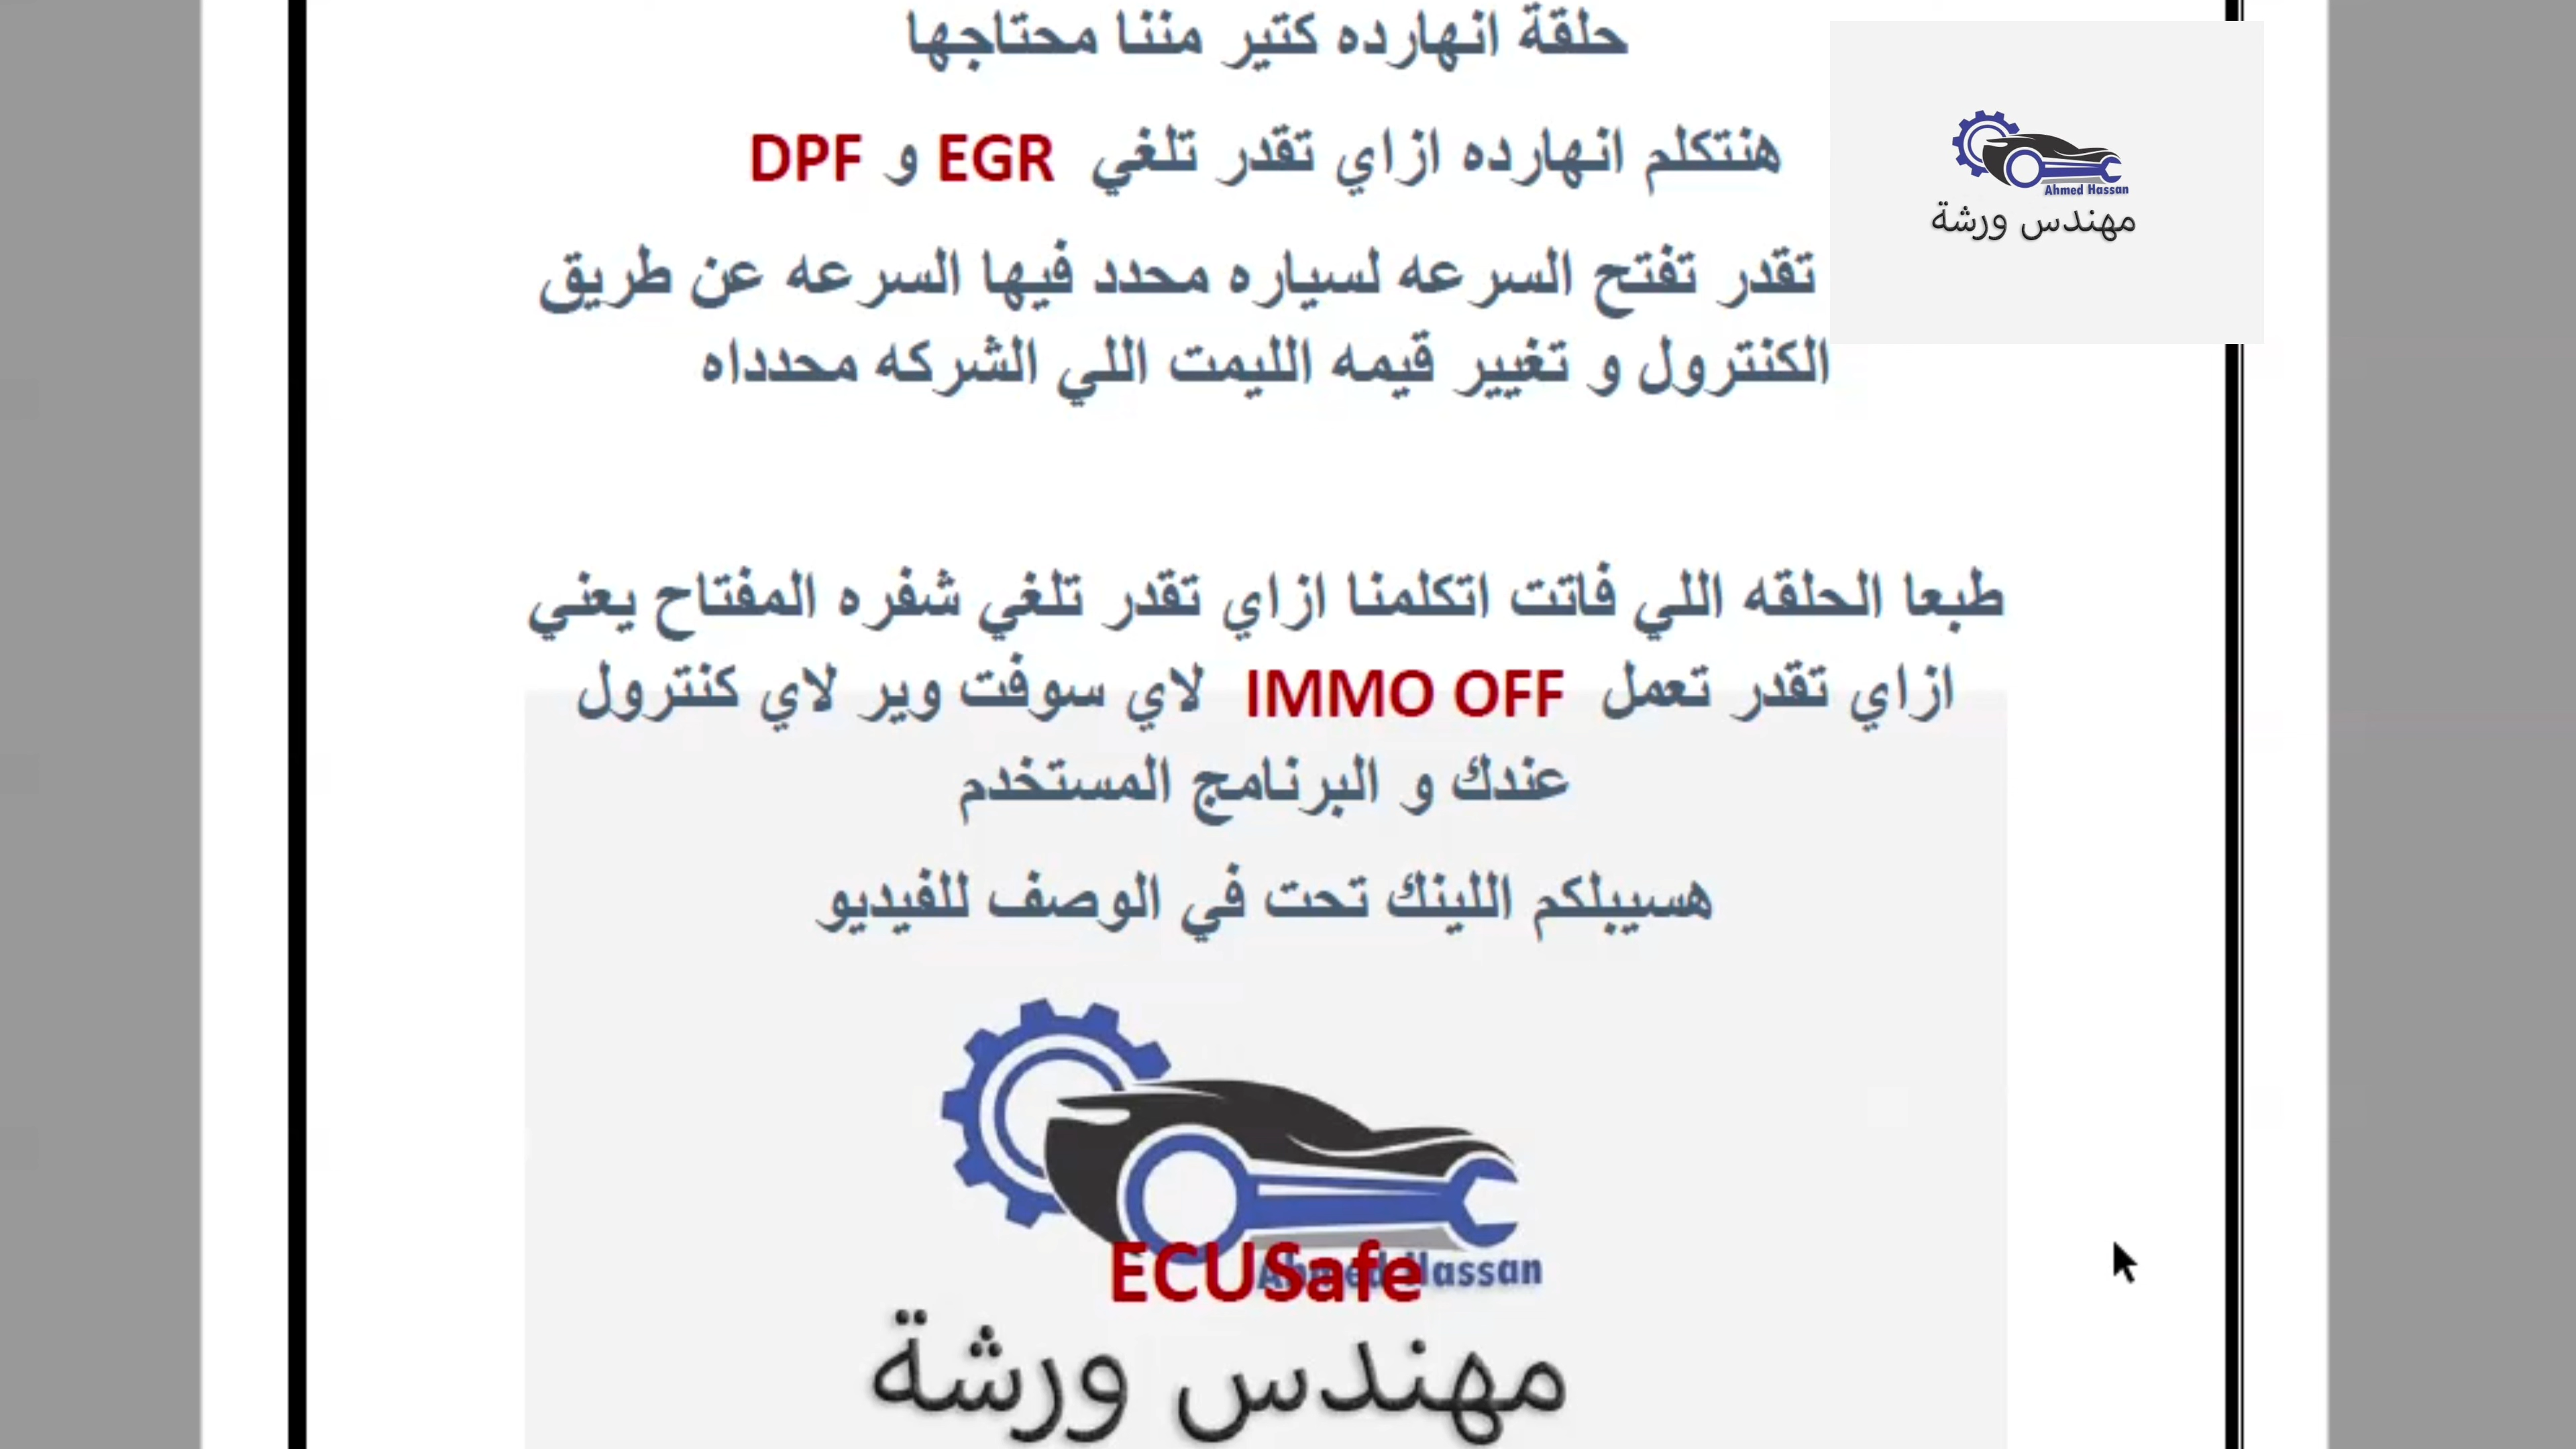 حلقة انهارده كتير مننا محتاجها
هنتكلم انهارده ازاي تقدر تلغي EGR و DPF
تقدر تفتح السرعه لسياره محدد فيها السرعه عن طريق
الكنترول و تغيير قيمه الليمت اللي الشركه محدداه
Ahmed Hassan
مهندس ورشة
طبعا الحلقه اللي فاتت اتكلمنا ازاي تقدر تلغي شفره المفتاح يعني
ازاي تقدر تعمل IMMO OFF لاي سوفت وير لاي كنترول
عندك و البرنامج المستخدم
هسيبلكم اللينك تحت في الوصف للفيديو
ECUSafe
Ahmed Hassan
مهندس ورشة